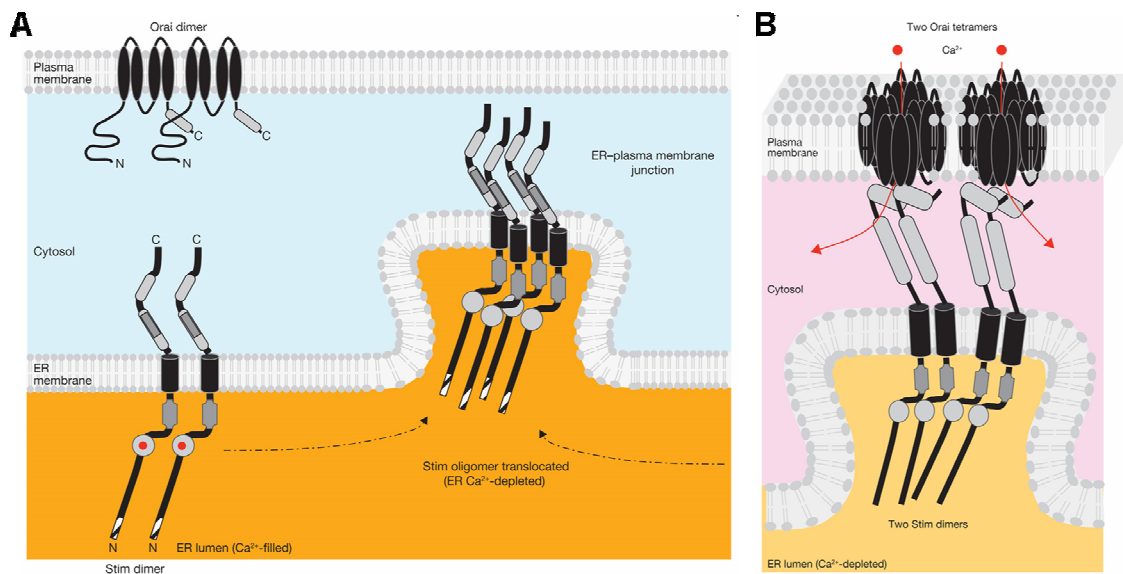 A
Orai dimer
Plasma
membrane
C
C
N
N
ER–plasma membrane
junction
Cytosol
C
C
ER
membrane
Stim oligomer translocated
(ER Ca²⁺-depleted)
N
N
ER lumen (Ca²⁺-filled)
Stim dimer
B
Two Orai tetramers
Ca²⁺
Plasma
membrane
Cytosol
Two Stim dimers
ER lumen (Ca²⁺-depleted)